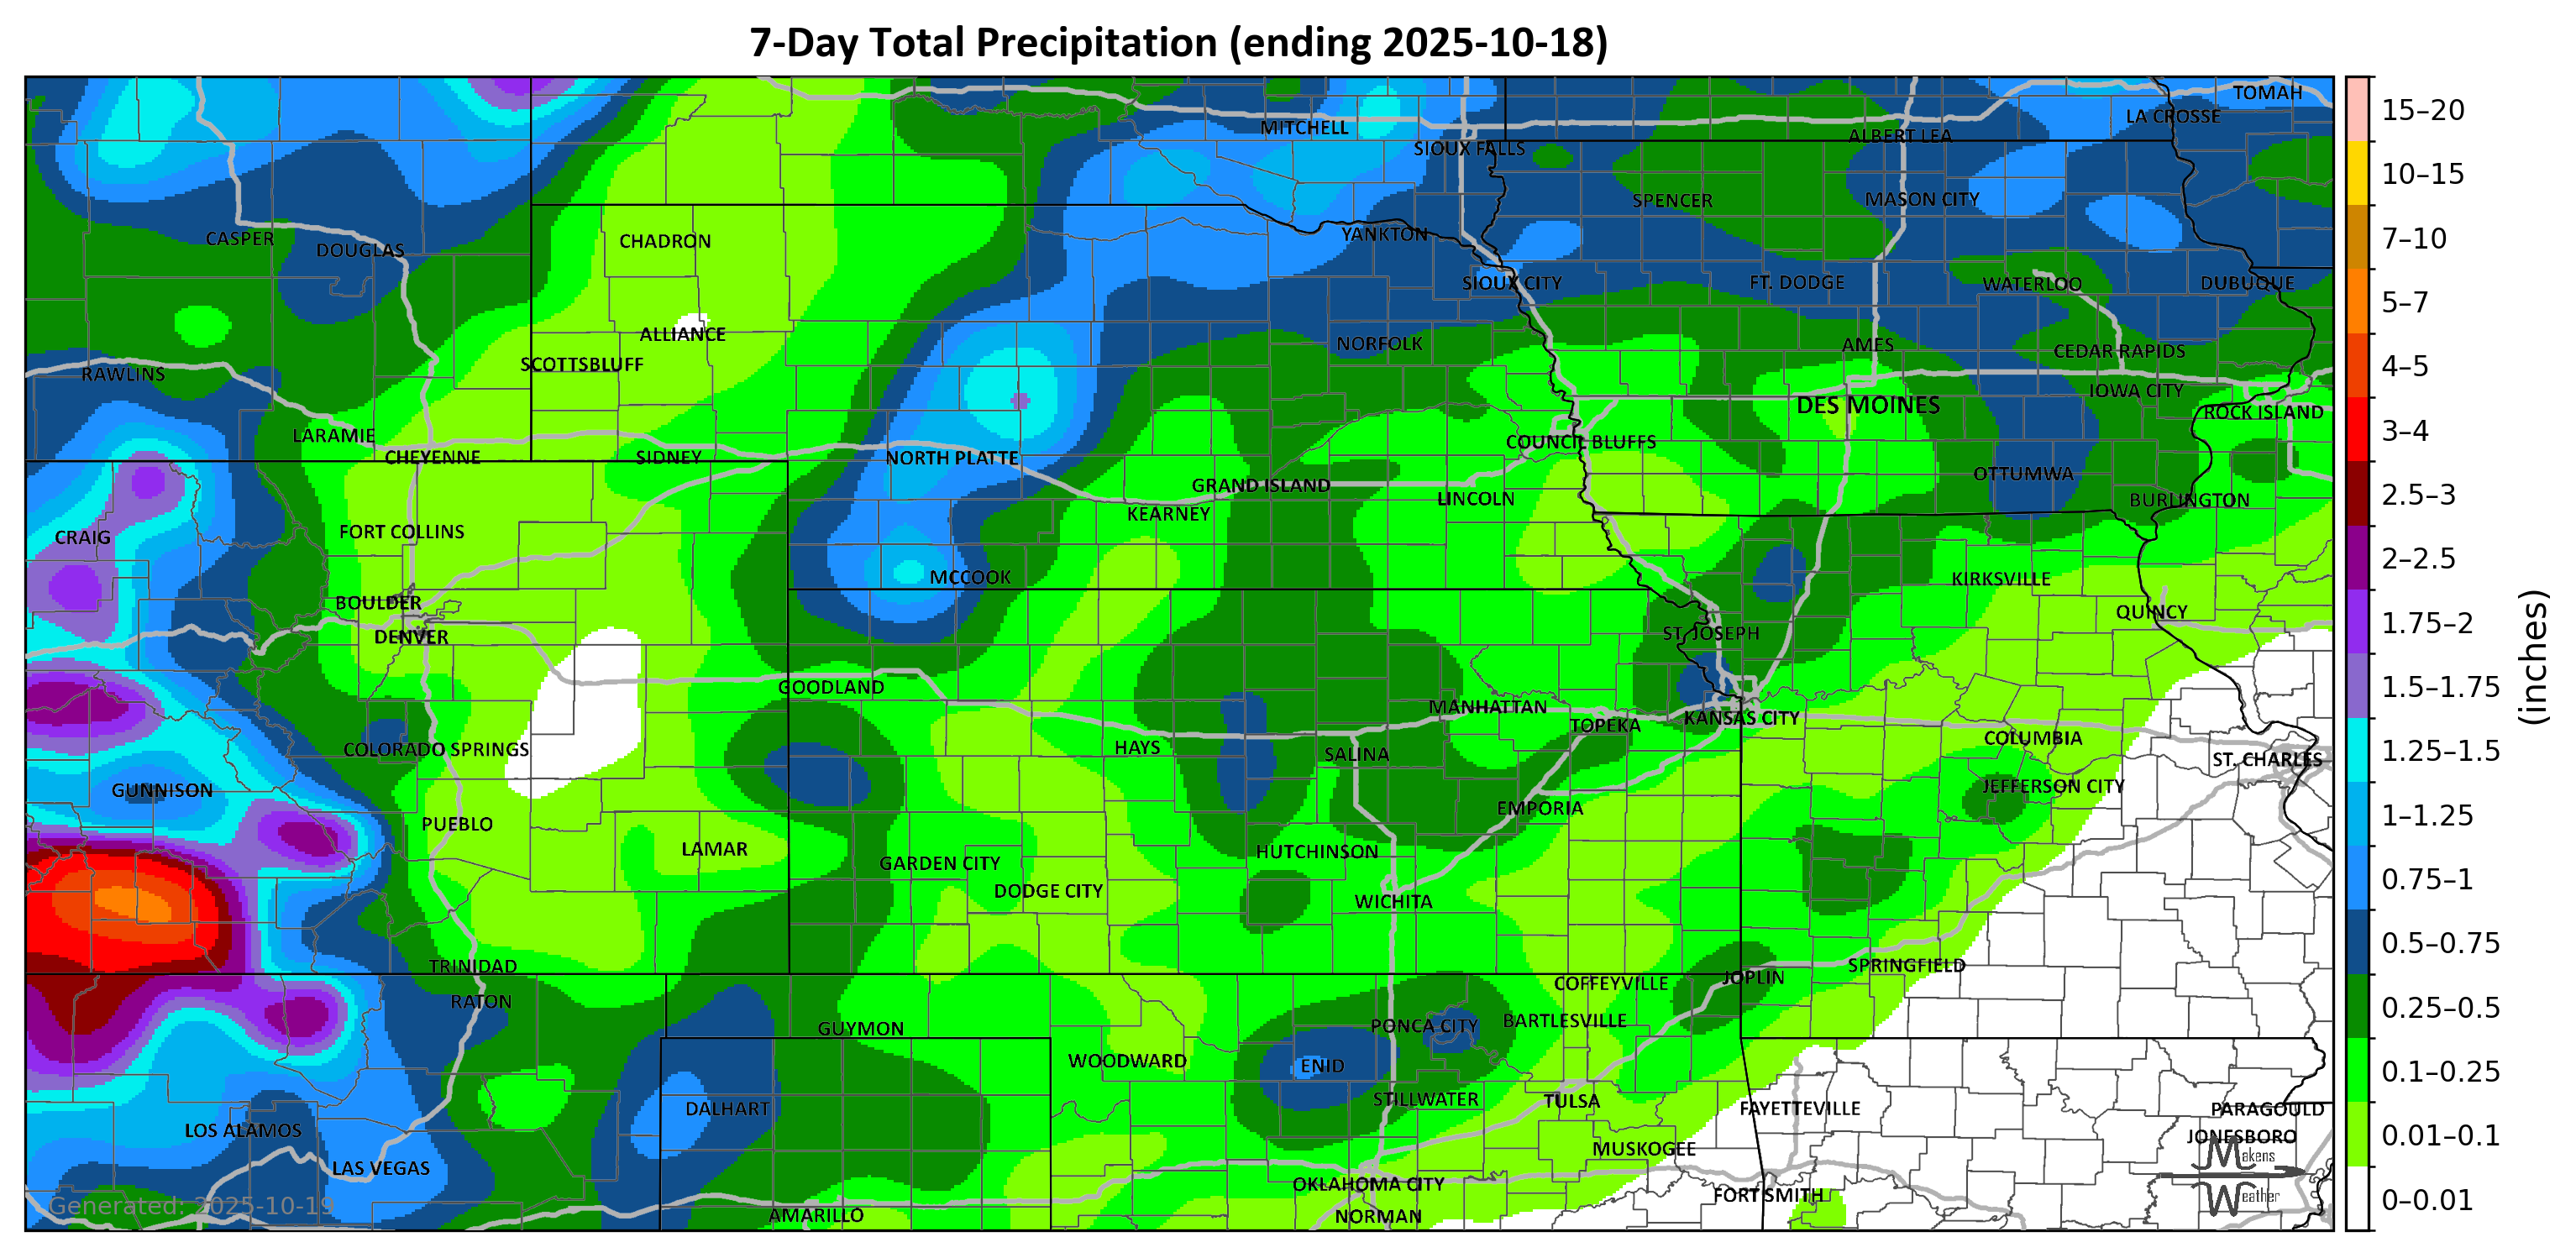 7-Day Total Precipitation (ending 2025-10-18)
TOMAH
LA CROSSE
MITCHELL
ALBERT LEA
SIOUX FALLS
SPENCER
MASON CITY
CASPER
DOUGLAS
CHADRON
YANKTON
SIOUX CITY
FT. DODGE
WATERLOO
DUBUQUE
ALLIANCE
NORFOLK
AMES
CEDAR RAPIDS
SCOTTSBLUFF
RAWLINS
IOWA CITY
DES MOINES
ROCK ISLAND
LARAMIE
COUNCIL BLUFFS
CHEYENNE
SIDNEY
NORTH PLATTE
OTTUMWA
GRAND ISLAND
LINCOLN
BURLINGTON
KEARNEY
FORT COLLINS
CRAIG
MCCOOK
KIRKSVILLE
BOULDER
QUINCY
DENVER
ST. JOSEPH
GOODLAND
MANHATTAN
KANSAS CITY
TOPEKA
COLUMBIA
COLORADO SPRINGS
HAYS
SALINA
ST. CHARLES
GUNNISON
JEFFERSON CITY
EMPORIA
PUEBLO
LAMAR
HUTCHINSON
GARDEN CITY
DODGE CITY
WICHITA
TRINIDAD
SPRINGFIELD
JOPLIN
COFFEYVILLE
RATON
GUYMON
PONCA CITY
BARTLESVILLE
WOODWARD
ENID
STILLWATER
TULSA
DALHART
FAYETTEVILLE
PARAGOULD
LOS ALAMOS
JONESBORO
MUSKOGEE
LAS VEGAS
OKLAHOMA CITY
FORT SMITH
AMARILLO
NORMAN
Makens
Weather
Generated: 2025-10-19
15–20
10–15
7–10
5–7
4–5
3–4
2.5–3
2–2.5
1.75–2
1.5–1.75
1.25–1.5
1–1.25
0.75–1
0.5–0.75
0.25–0.5
0.1–0.25
0.01–0.1
0–0.01
(inches)